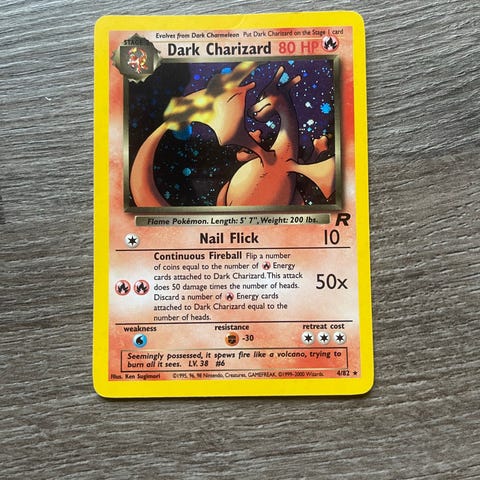 Evolves from Dark Charmeleon Put Dark Charizard on the Stage 1 card
STAGE 2
Dark Charizard 80 HP
Flame Pokémon. Length: 5' 7", Weight: 200 lbs.
R
Nail Flick 10
Continuous Fireball Flip a number
of coins equal to the number of Energy
cards attached to Dark Charizard. This attack
does 50 damage times the number of heads.
Discard a number of Energy cards
attached to Dark Charizard equal to the
number of heads.
50x
weakness resistance retreat cost
-30
Seemingly possessed, it spews fire like a volcano, trying to
burn all it sees. LV. 38 #6
Illus. Ken Sugimori ©1995, 96, 98 Nintendo, Creatures, GAMEFREAK. ©1999-2000 Wizards. 4/82